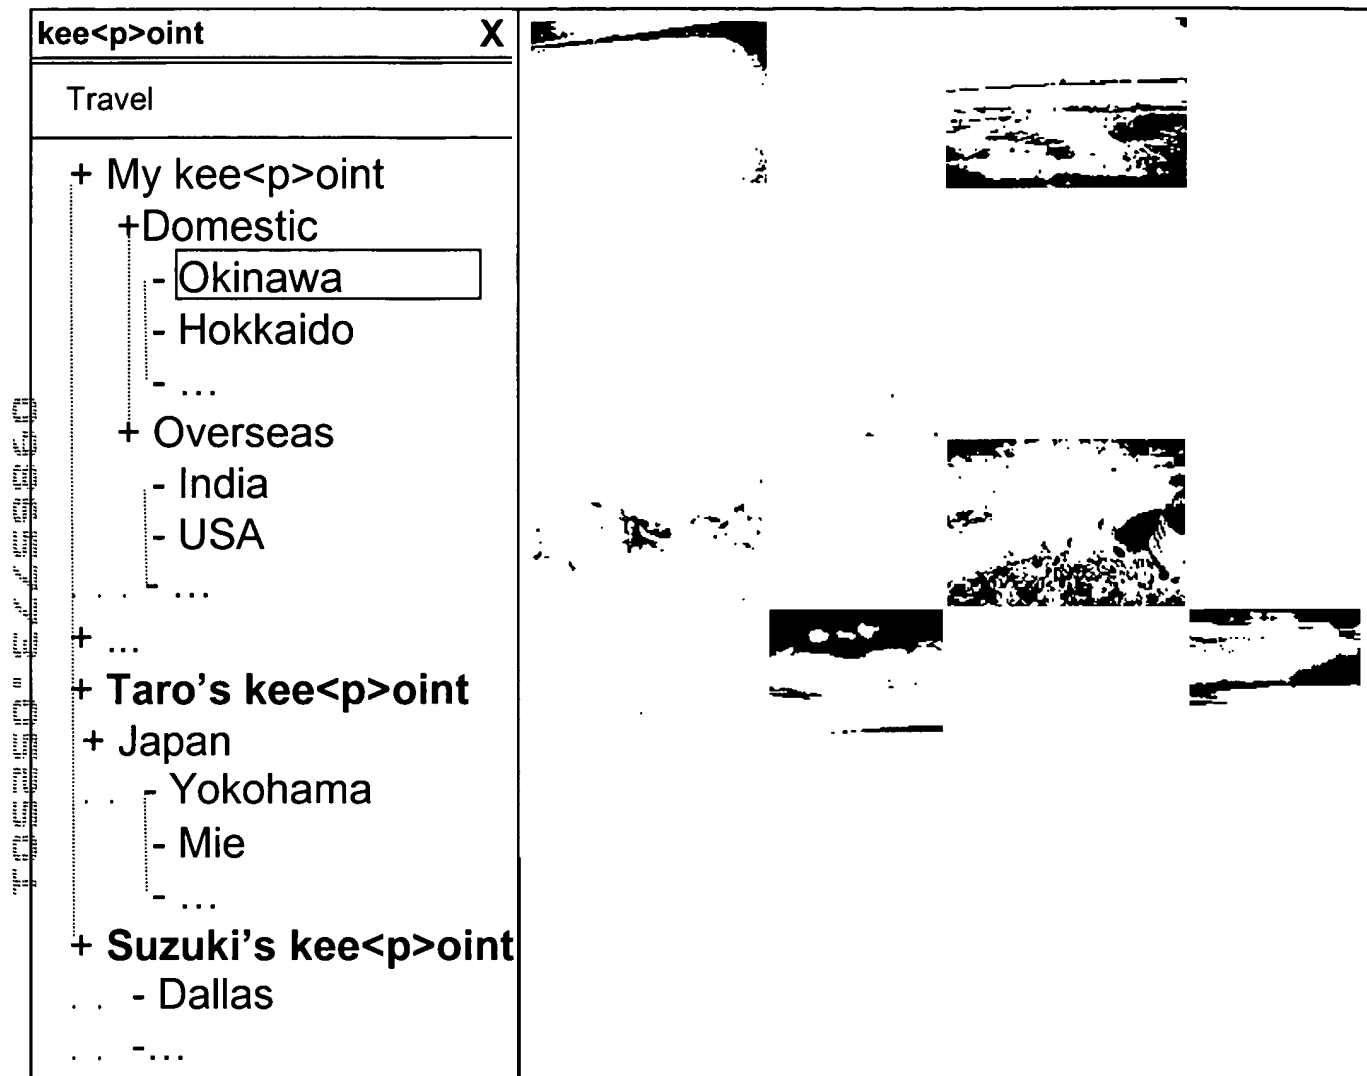 kee<p>oint X
Travel
+ My kee<p>oint
+Domestic
- Okinawa
- Hokkaido
- ...
+ Overseas
- India
- USA
- ...
+ ...
+ Taro's kee<p>oint
+ Japan
- Yokohama
- Mie
- ...
+ Suzuki's kee<p>oint
- Dallas
-...